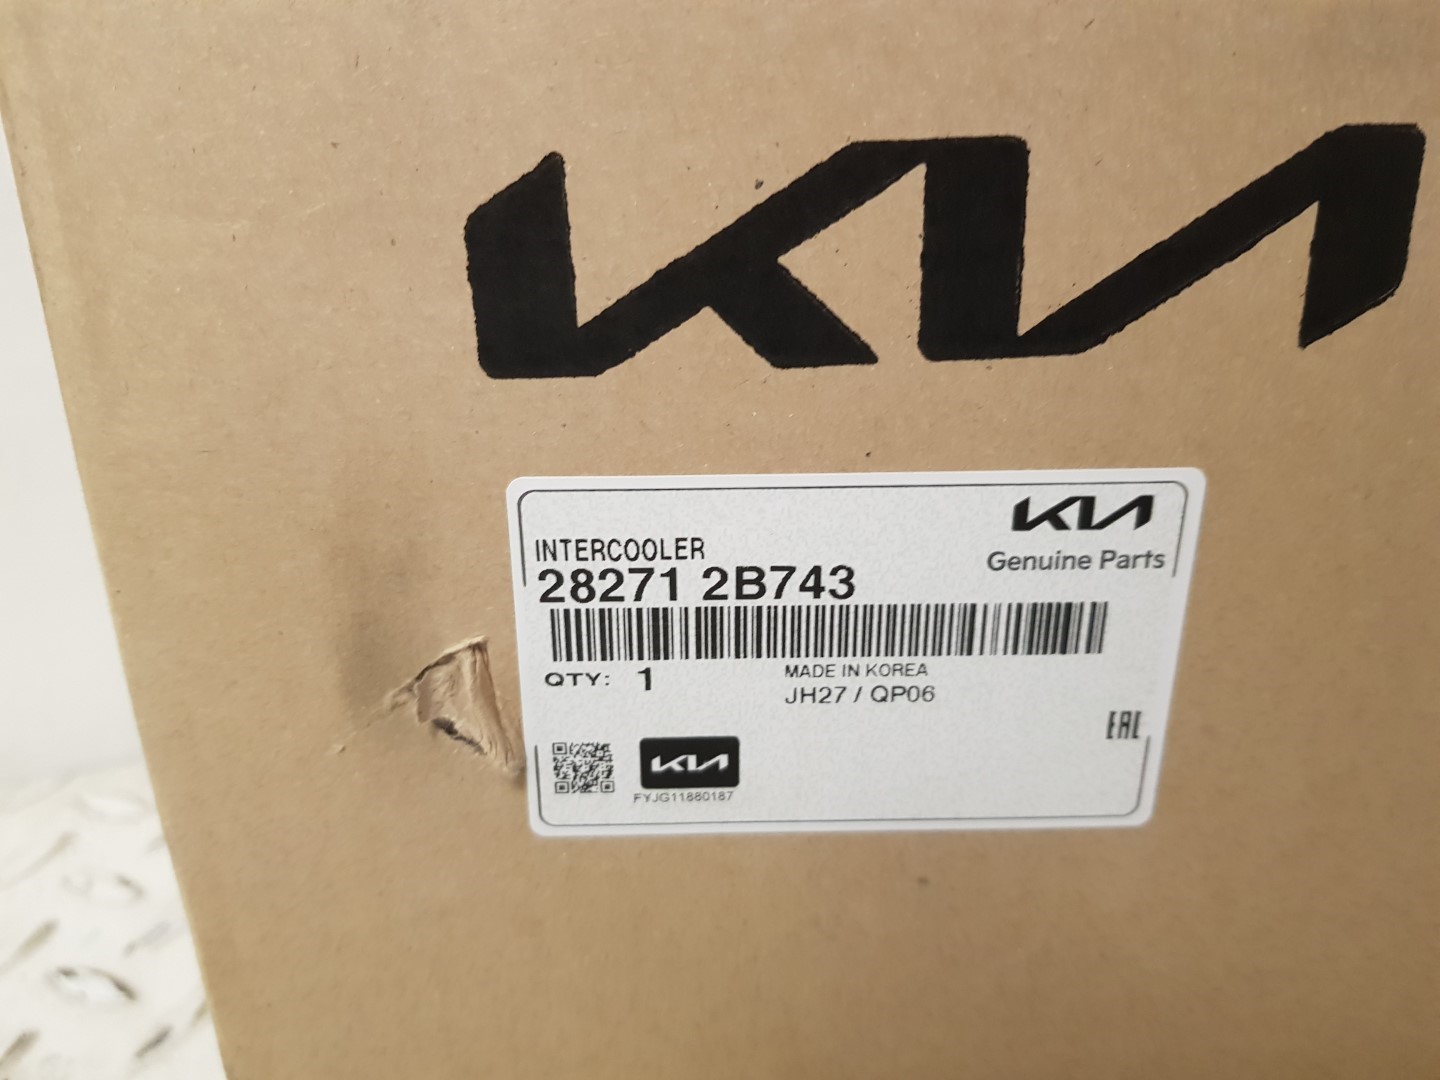 KIA
KIA
Genuine Parts
INTERCOOLER
28271 2B743
QTY: 1
MADE IN KOREA
JH27 / QP06
EAC
KIA
FYJG11880187